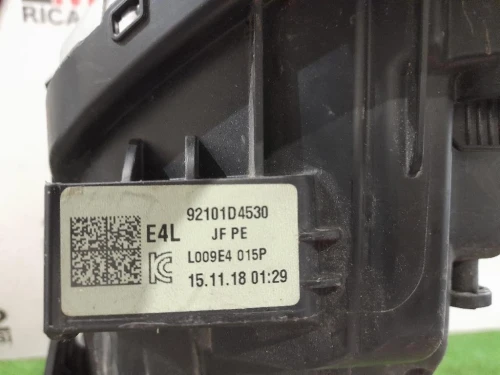 RICA
92101D4530
E4L
JF PE
L009E4 015P
15.11.18 01:29